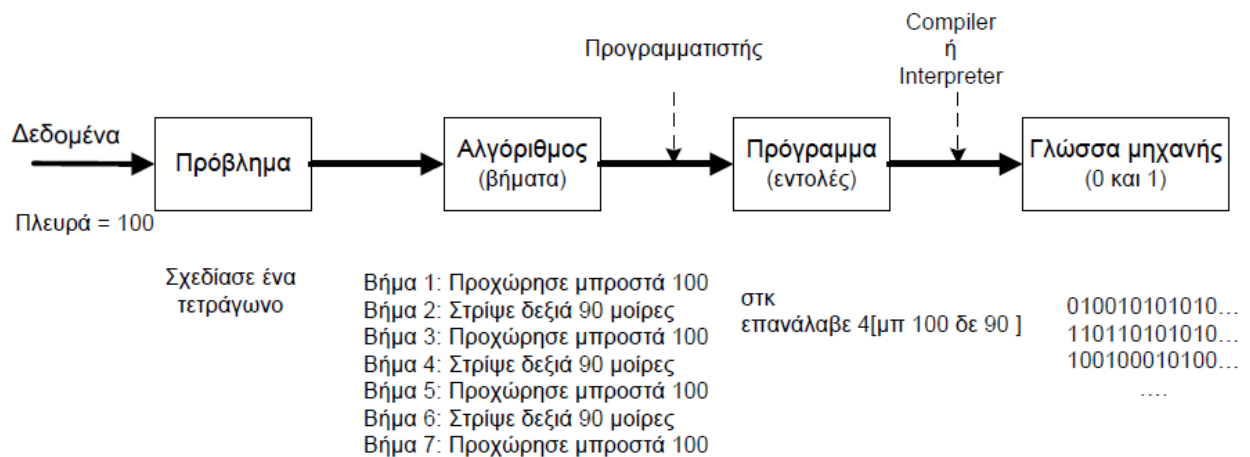 Προγραμματιστής
Compiler
ή
Interpreter
Δεδομένα
Πρόβλημα
Αλγόριθμος
(βήματα)
Πρόγραμμα
(εντολές)
Γλώσσα μηχανής
(0 και 1)
Πλευρά = 100
Σχεδίασε ένα
τετράγωνο
Βήμα 1: Προχώρησε μπροστά 100
Βήμα 2: Στρίψε δεξιά 90 μοίρες
Βήμα 3: Προχώρησε μπροστά 100
Βήμα 4: Στρίψε δεξιά 90 μοίρες
Βήμα 5: Προχώρησε μπροστά 100
Βήμα 6: Στρίψε δεξιά 90 μοίρες
Βήμα 7: Προχώρησε μπροστά 100
στκ
επανάλαβε 4[μπ 100 δε 90 ]
010010101010...
110110101010...
100100010100...
....